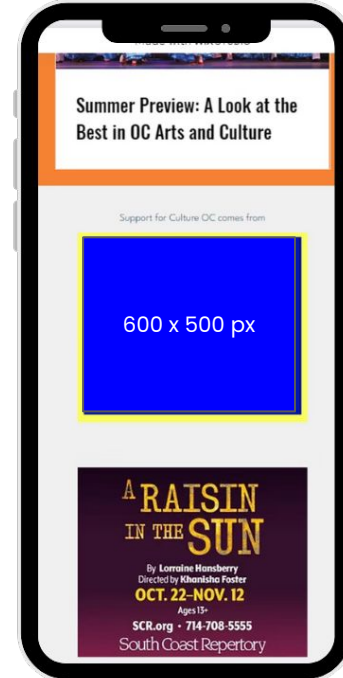 Summer Preview: A Look at the
Best in OC Arts and Culture
Support for Culture OC comes from
600 x 500 px
A RAISIN
IN THE SUN
By Lorraine Hansberry
Directed by Khanisha Foster
OCT. 22–NOV. 12
Ages 13+
SCR.org • 714-708-5555
South Coast Repertory